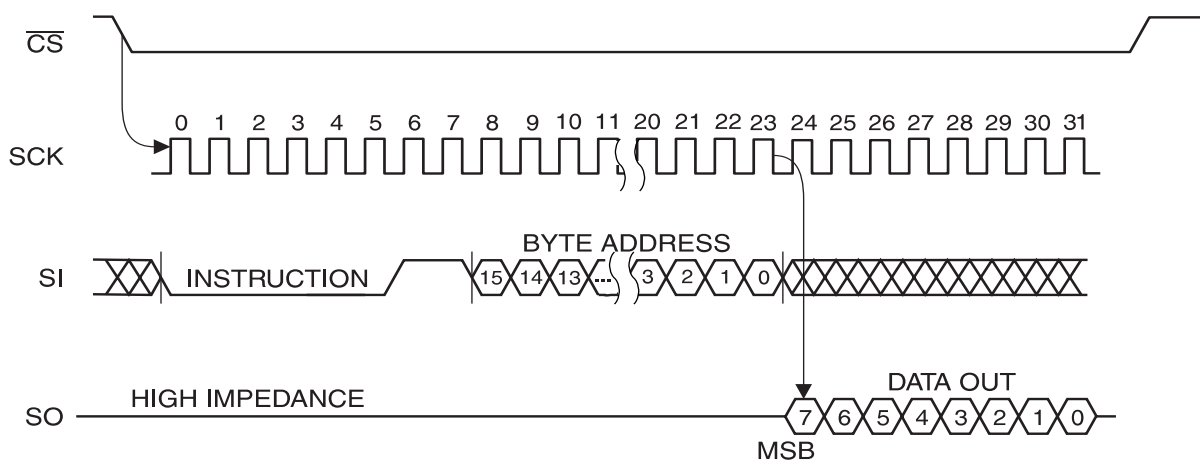 CS
0 1 2 3 4 5 6 7 8 9 10 11 20 21 22 23 24 25 26 27 28 29 30 31
SCK
BYTE ADDRESS
SI INSTRUCTION 15 14 13 ... 3 2 1 0
DATA OUT
HIGH IMPEDANCE
SO 7 6 5 4 3 2 1 0
MSB